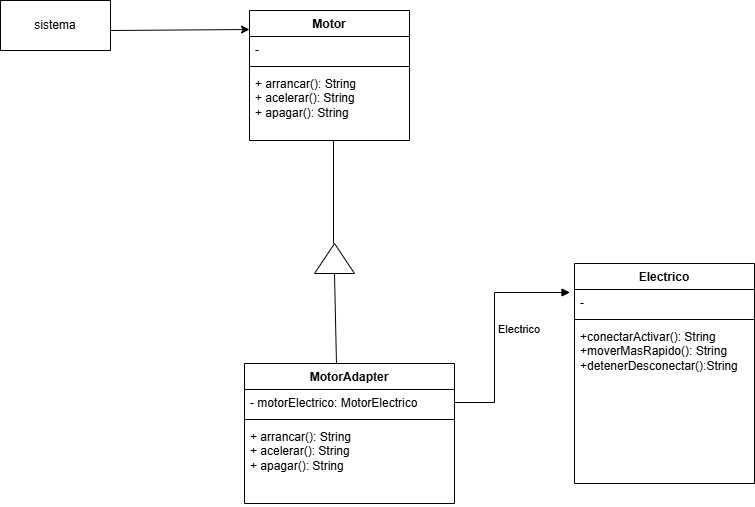 sistema
Motor
-
+ arrancar(): String
+ acelerar(): String
+ apagar(): String
Electrico
-
+conectarActivar(): String
+moverMasRapido(): String
+detenerDesconectar():String
Electrico
MotorAdapter
- motorElectrico: MotorElectrico
+ arrancar(): String
+ acelerar(): String
+ apagar(): String